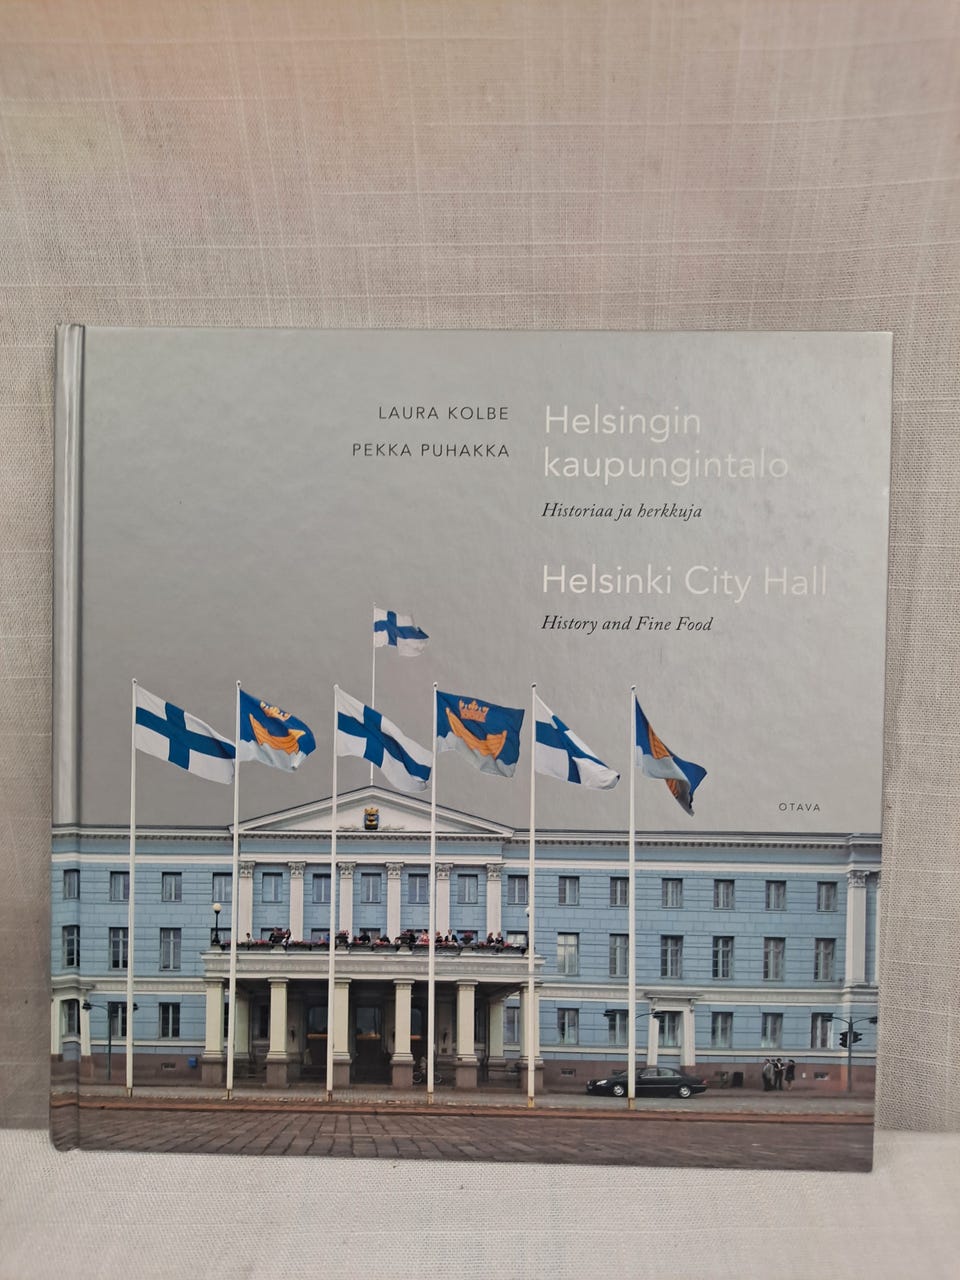 LAURA KOLBE
PEKKA PUHAKKA
Helsingin
kaupungintalo
Historiaa ja herkkuja
Helsinki City Hall
History and Fine Food
OTAVA